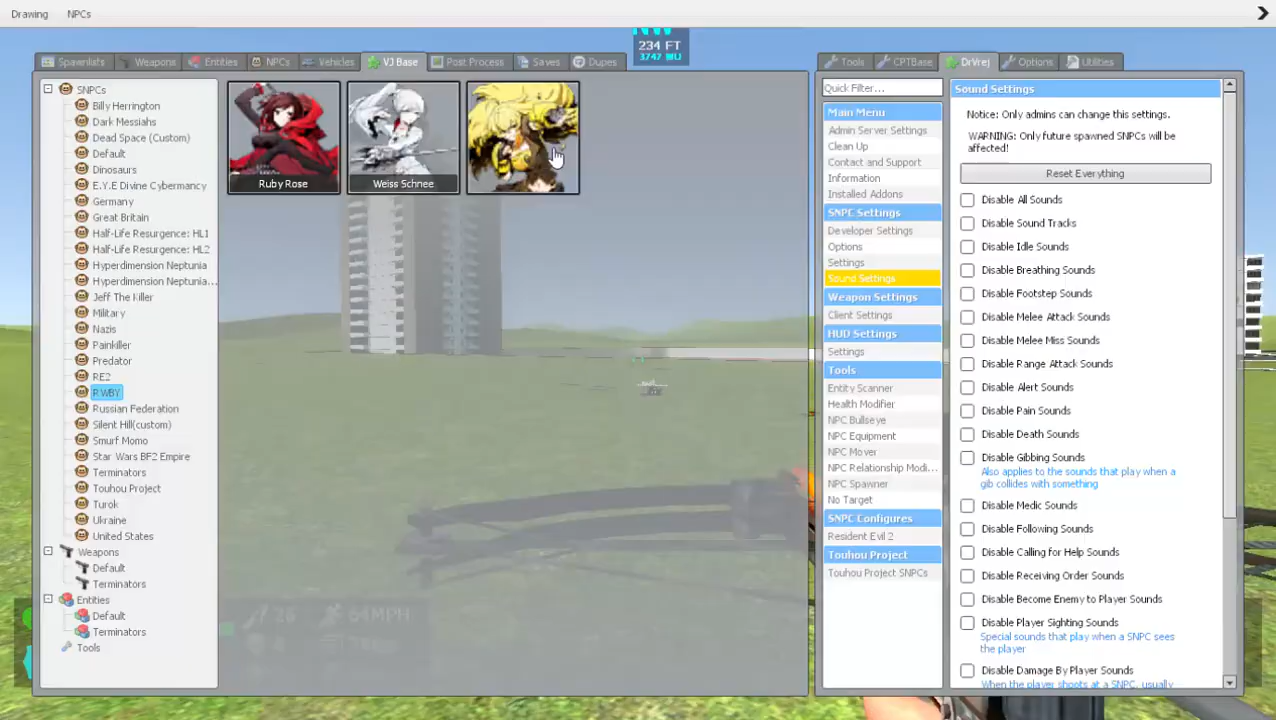 Drawing
NPCs
234 FT
3747 WU
Spawnlists
Weapons
Entities
NPCs
Vehicles
VJ Base
Post Process
Saves
Dupes
Tools
CPTBase
DrVrej
Options
Utilities
SNPCs
Billy Herrington
Dark Messiahs
Dead Space (Custom)
Default
Dinosaurs
E.Y.E Divine Cybermancy
Germany
Great Britain
Half-Life Resurgence: HL1
Half-Life Resurgence: HL2
Hyperdimension Neptunia
Hyperdimension Neptunia...
Jeff The Killer
Military
Nazis
Painkiller
Predator
RE2
RWBY
Russian Federation
Silent Hill(custom)
Smurf Momo
Star Wars BF2 Empire
Terminators
Touhou Project
Turok
Ukraine
United States
Weapons
Default
Terminators
Entities
Default
Terminators
Tools
Ruby Rose
Weiss Schnee
26
64MPH
Quick Filter...
Main Menu
Admin Server Settings
Clean Up
Contact and Support
Information
Installed Addons
SNPC Settings
Developer Settings
Options
Settings
Sound Settings
Weapon Settings
Client Settings
HUD Settings
Settings
Tools
Entity Scanner
Health Modifier
NPC Bullseye
NPC Equipment
NPC Mover
NPC Relationship Modi...
NPC Spawner
No Target
SNPC Configures
Resident Evil 2
Touhou Project
Touhou Project SNPCs
Sound Settings
Notice: Only admins can change this settings.
WARNING: Only future spawned SNPCs will be
affected!
Reset Everything
Disable All Sounds
Disable Sound Tracks
Disable Idle Sounds
Disable Breathing Sounds
Disable Footstep Sounds
Disable Melee Attack Sounds
Disable Melee Miss Sounds
Disable Range Attack Sounds
Disable Alert Sounds
Disable Pain Sounds
Disable Death Sounds
Disable Gibbing Sounds
Also applies to the sounds that play when a
gib collides with something
Disable Medic Sounds
Disable Following Sounds
Disable Calling for Help Sounds
Disable Receiving Order Sounds
Disable Become Enemy to Player Sounds
Disable Player Sighting Sounds
Special sounds that play when a SNPC sees
the player
Disable Damage By Player Sounds
When the player shoots at a SNPC, usually